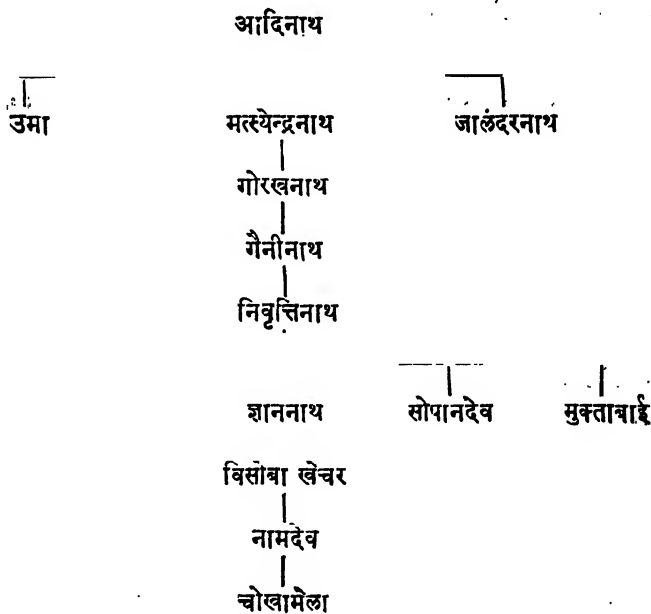 आदिनाथ
उमा मत्स्येन्द्रनाथ जालंदरनाथ
गोरखनाथ
गैनीनाथ
निवृत्तिनाथ
ज्ञाननाथ सोपानदेव मुक्ताबाई
विसोबा खेचर
नामदेव
चोखामेला